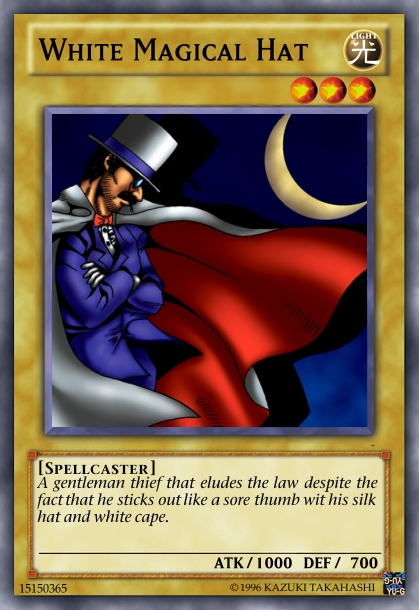 WHITE MAGICAL HAT
LIGHT
光
[SPELLCASTER]
A gentleman thief that eludes the law despite the
fact that he sticks out like a sore thumb wit his silk
hat and white cape.
ATK / 1000 DEF / 700
15150365
©1996 KAZUKI TAKAHASHI